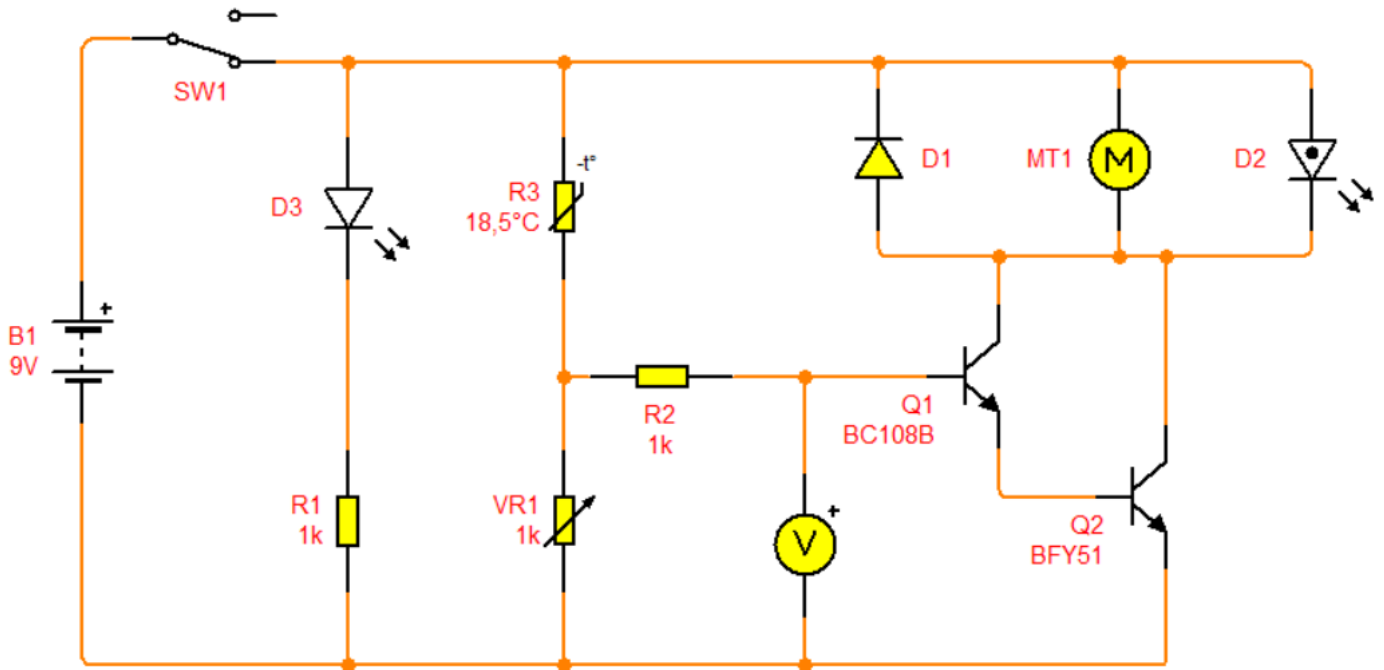 SW1
D3
-t°
R3
18,5°C
D1
MT1
M
D2
+
B1
9V
R2
1k
Q1
BC108B
R1
1k
VR1
1k
+
V
Q2
BFY51